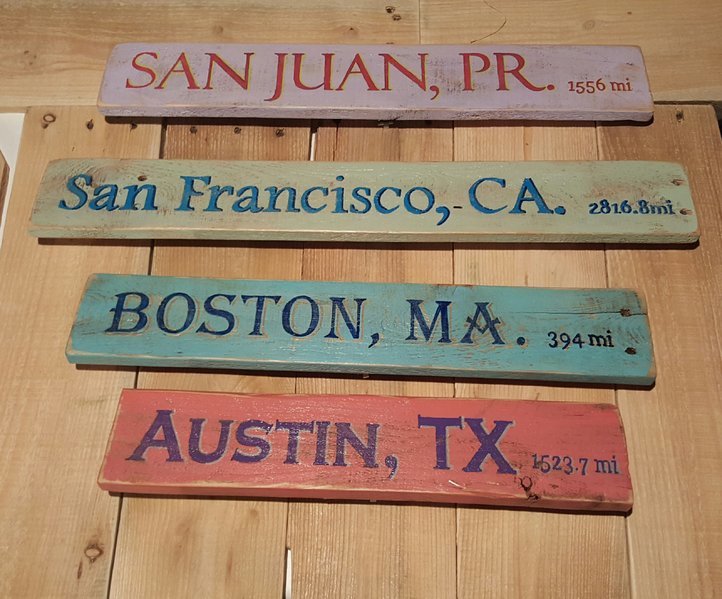 SAN JUAN, PR. 1556 mi
San Francisco, CA. 2816.8mi
BOSTON, MA. 394 mi
AUSTIN, TX 1523.7 mi